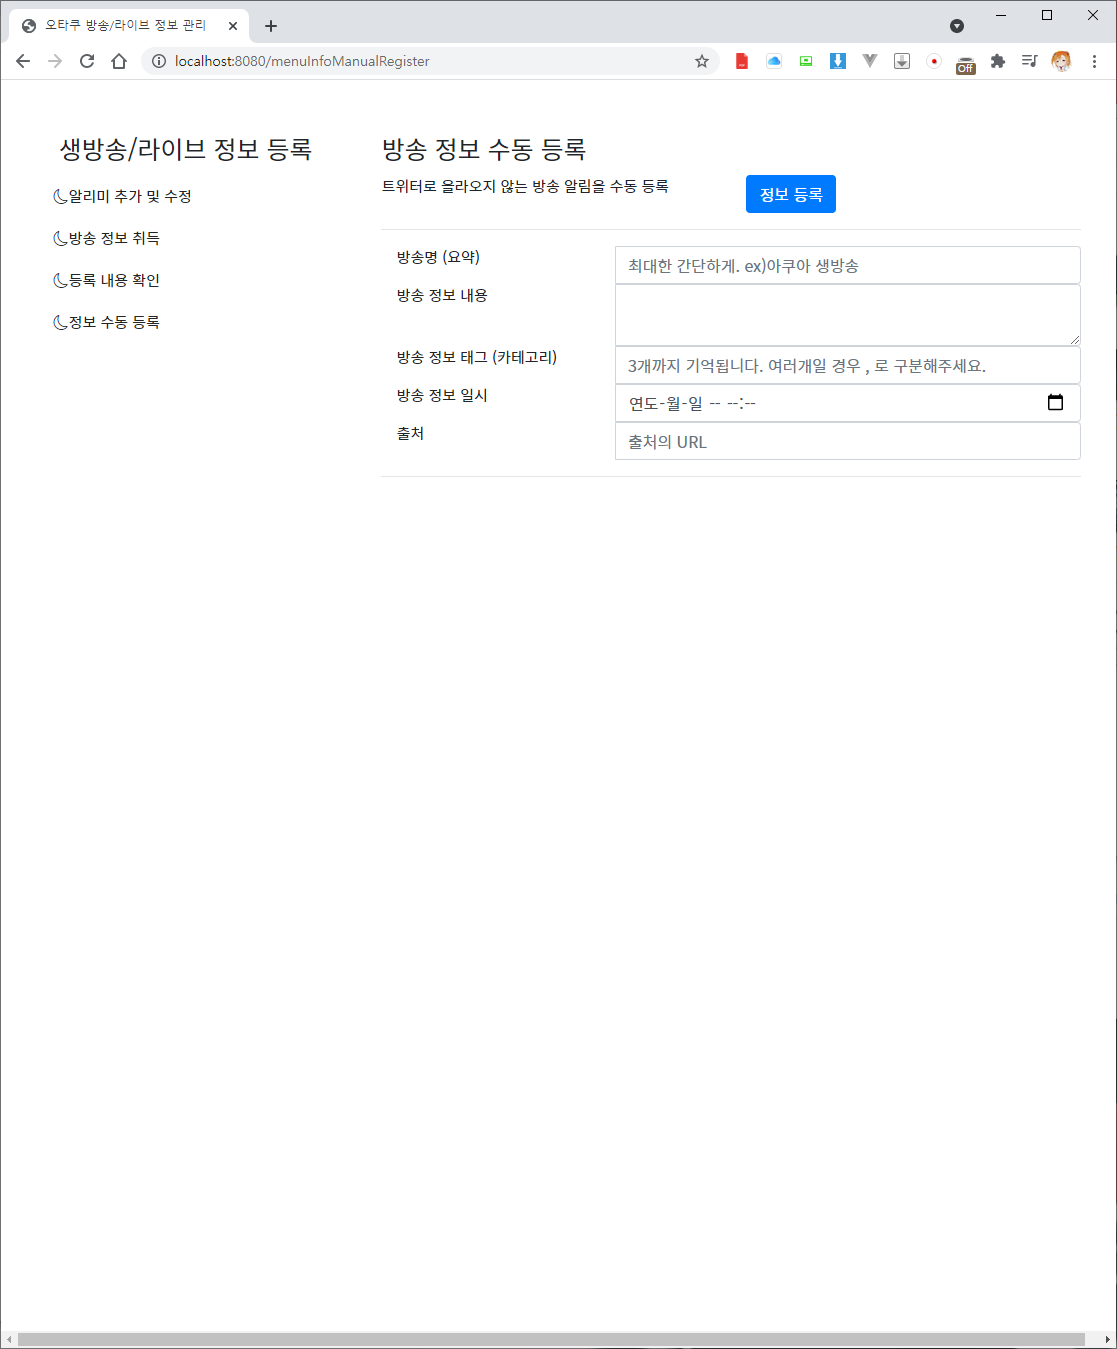 오타쿠 방송/라이브 정보 관리
localhost:8080/menuInfoManualRegister
Off
생방송/라이브 정보 등록
알리미 추가 및 수정
방송 정보 취득
등록 내용 확인
정보 수동 등록
방송 정보 수동 등록
트위터로 올라오지 않는 방송 알림을 수동 등록
정보 등록
방송명 (요약)
최대한 간단하게. ex)아쿠아 생방송
방송 정보 내용
방송 정보 태그 (카테고리)
3개까지 기억됩니다. 여러개일 경우 , 로 구분해주세요.
방송 정보 일시
연도-월-일 -- --:--
출처
출처의 URL